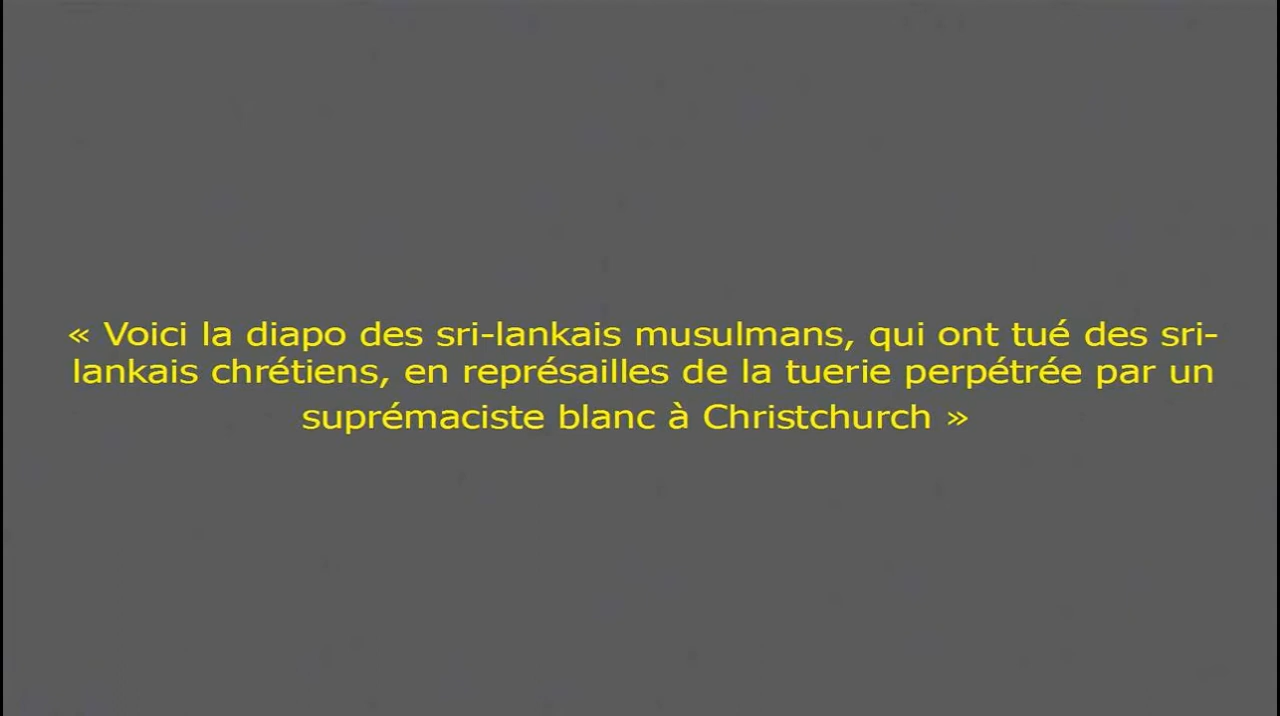 « Voici la diapo des sri-lankais musulmans, qui ont tué des sri-
lankais chrétiens, en représailles de la tuerie perpétrée par un
suprémaciste blanc à Christchurch »